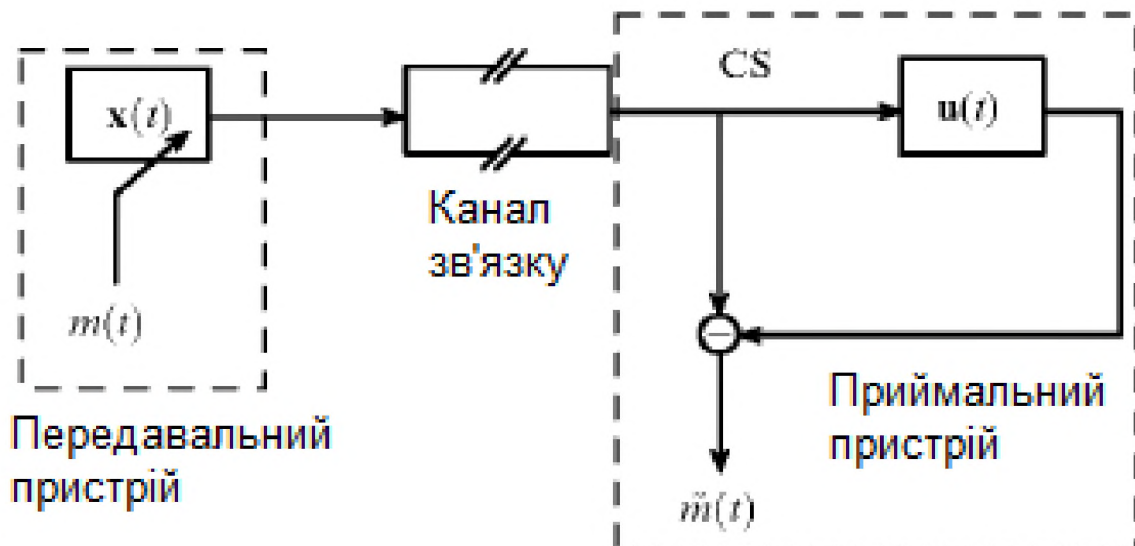 x(t)
CS
u(t)
Канал
зв'язку
m(t)
−
Передавальний
пристрій
Приймальний
пристрій
m̃(t)